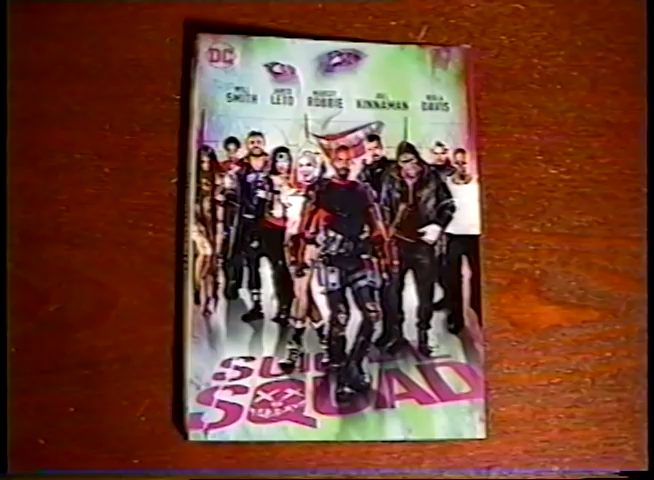 DC
WILL SMITH JARED LETO MARGOT ROBBIE JOEL KINNAMAN VIOLA DAVIS
SUICIDE
SQUAD